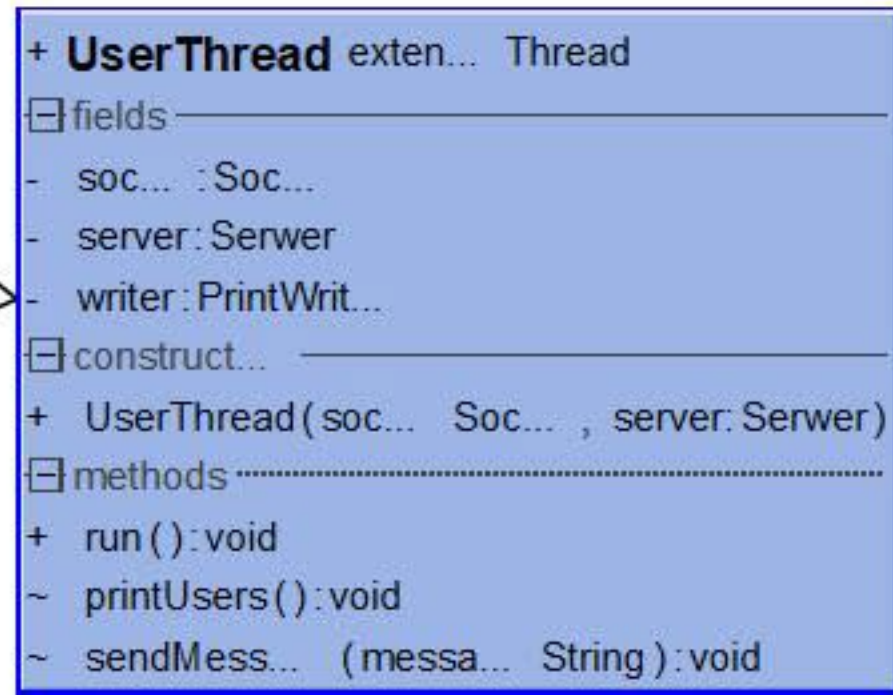 + UserThread exten... Thread
fields
- soc... :Soc...
- server:Serwer
- writer:PrintWrit...
construct...
+ UserThread(soc... Soc... , server:Serwer)
methods
+ run():void
~ printUsers():void
~ sendMess... (messa... String):void